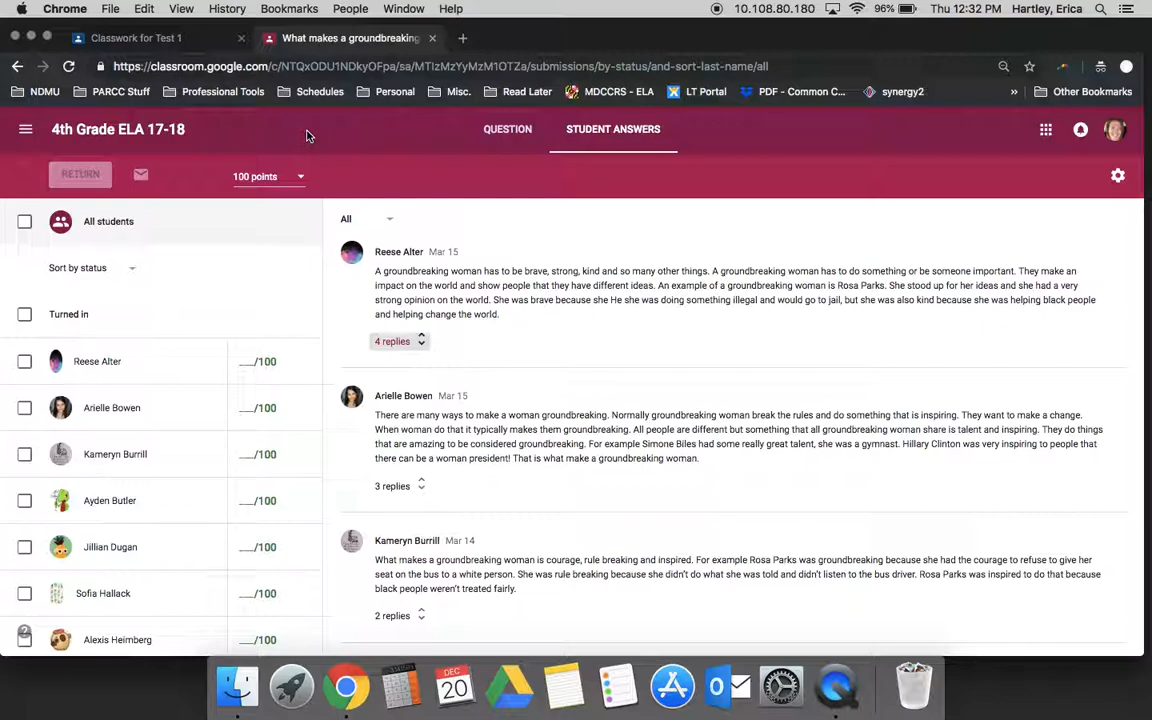 Chrome File Edit View History Bookmarks People Window Help 10.108.80.180 96% Thu 12:32 PM Hartley, Erica
Classwork for Test 1 What makes a groundbreaking
https://classroom.google.com/c/NTQxODU1NDkyOFpa/sa/MTIzMzYyMzM1OTZa/submissions/by-status/and-sort-last-name/all
NDMU PARCC Stuff Professional Tools Schedules Personal Misc. Read Later MDCCRS - ELA LT Portal PDF - Common C... synergy2 » Other Bookmarks
4th Grade ELA 17-18 QUESTION STUDENT ANSWERS
RETURN 100 points
All students
Sort by status
Turned in
Reese Alter __/100
Arielle Bowen __/100
Kameryn Burrill __/100
Ayden Butler __/100
Jillian Dugan __/100
Sofia Hallack __/100
Alexis Heimberg __/100
All
Reese Alter Mar 15
A groundbreaking woman has to be brave, strong, kind and so many other things. A groundbreaking woman has to do something or be someone important. They make an
impact on the world and show people that they have different ideas. An example of a groundbreaking woman is Rosa Parks. She stood up for her ideas and she had a very
strong opinion on the world. She was brave because she He she was doing something illegal and would go to jail, but she was also kind because she was helping black people
and helping change the world.
4 replies
Arielle Bowen Mar 15
There are many ways to make a woman groundbreaking. Normally groundbreaking woman break the rules and do something that is inspiring. They want to make a change.
When woman do that it typically makes them groundbreaking. All people are different but something that all groundbreaking woman share is talent and inspiring. They do things
that are amazing to be considered groundbreaking. For example Simone Biles had some really great talent, she was a gymnast. Hillary Clinton was very inspiring to people that
there can be a woman president! That is what make a groundbreaking woman.
3 replies
Kameryn Burrill Mar 14
What makes a groundbreaking woman is courage, rule breaking and inspired. For example Rosa Parks was groundbreaking because she had the courage to refuse to give her
seat on the bus to a white person. She was rule breaking because she didn't do what she was told and didn't listen to the bus driver. Rosa Parks was inspired to do that because
black people weren't treated fairly.
2 replies
DEC
20